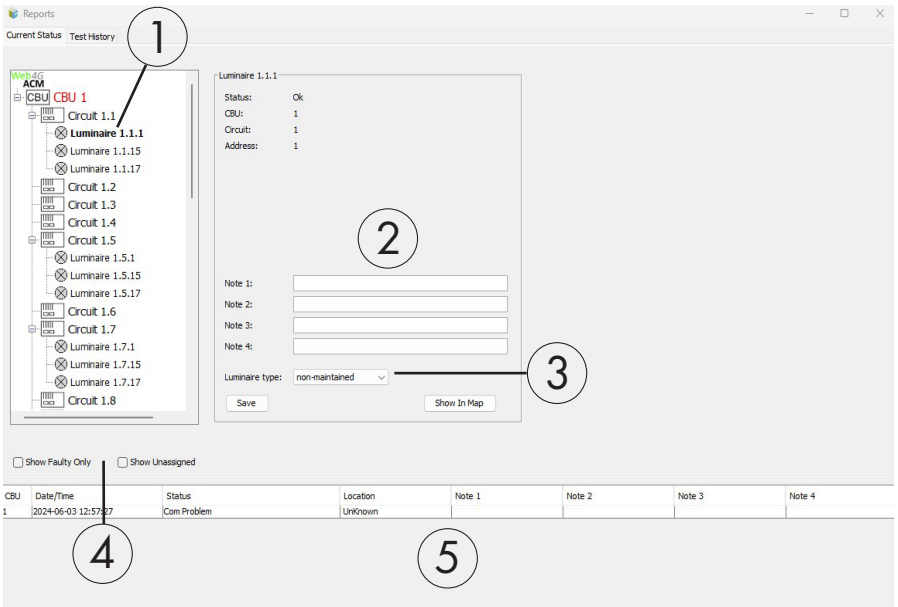 Reports
Current Status Test History
1
Web4G
ACM
CBU CBU 1
Circuit 1.1
Luminaire 1.1.1
Luminaire 1.1.15
Luminaire 1.1.17
Circuit 1.2
Circuit 1.3
Circuit 1.4
Circuit 1.5
Luminaire 1.5.1
Luminaire 1.5.15
Luminaire 1.5.17
Circuit 1.6
Circuit 1.7
Luminaire 1.7.1
Luminaire 1.7.15
Luminaire 1.7.17
Circuit 1.8
Luminaire 1.1.1
Status: Ok
CBU: 1
Circuit: 1
Address: 1
2
Note 1:
Note 2:
Note 3:
Note 4:
Luminaire type: non-maintained
3
Save Show In Map
Show Faulty Only Show Unassigned
CBU Date/Time Status Location Note 1 Note 2 Note 3 Note 4
1 2024-06-03 12:57:27 Com Problem UnKnown
4
5